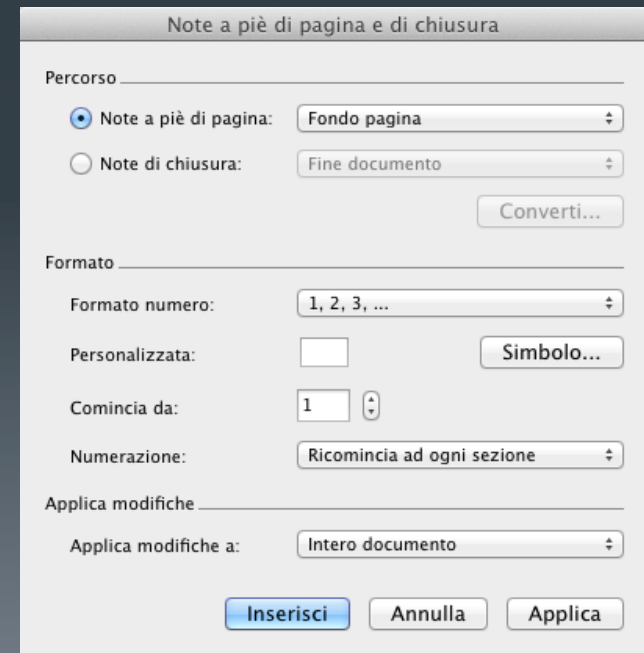 Note a piè di pagina e di chiusura
Percorso
Note a piè di pagina: Fondo pagina
Note di chiusura: Fine documento
Converti...
Formato
Formato numero: 1, 2, 3, ...
Personalizzata: Simbolo...
Comincia da: 1
Numerazione: Ricomincia ad ogni sezione
Applica modifiche
Applica modifiche a: Intero documento
Inserisci Annulla Applica